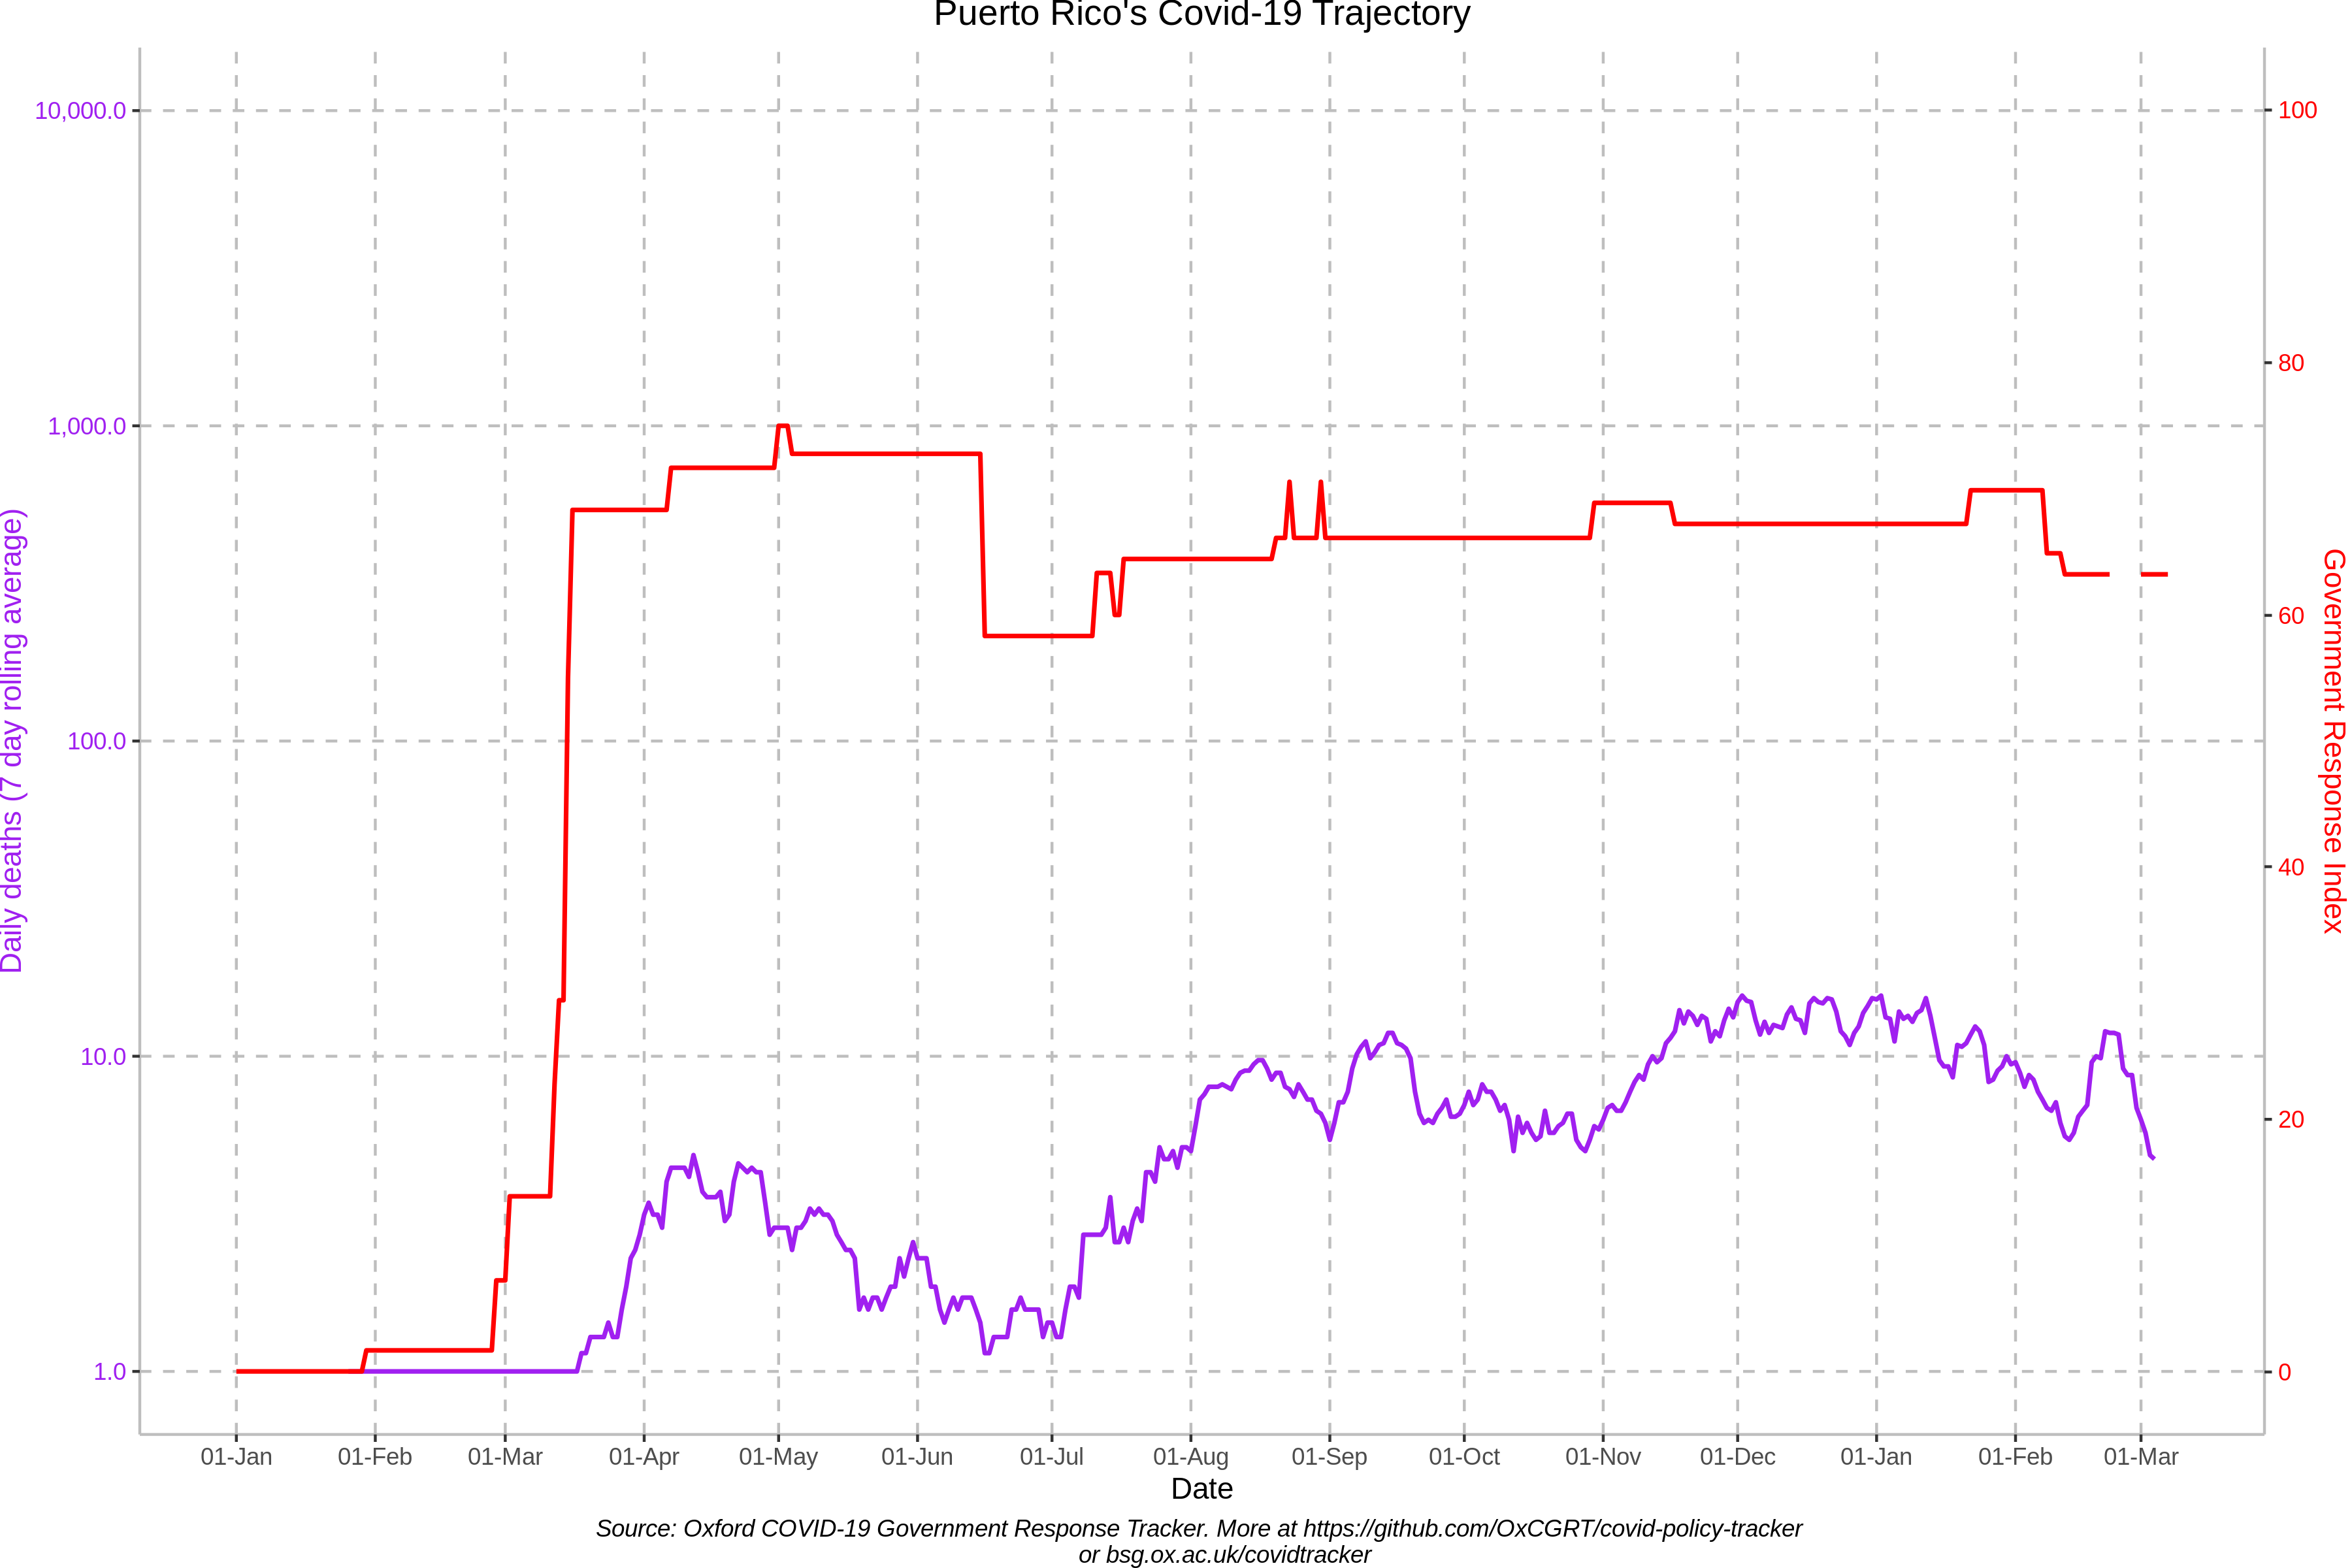 Puerto Rico's Covid-19 Trajectory
10,000.0
1,000.0
100.0
10.0
1.0
Daily deaths (7 day rolling average)
100
80
60
40
20
0
Government Response Index
01-Jan 01-Feb 01-Mar 01-Apr 01-May 01-Jun 01-Jul 01-Aug 01-Sep 01-Oct 01-Nov 01-Dec 01-Jan 01-Feb 01-Mar
Date
Source: Oxford COVID-19 Government Response Tracker. More at https://github.com/OxCGRT/covid-policy-tracker
or bsg.ox.ac.uk/covidtracker